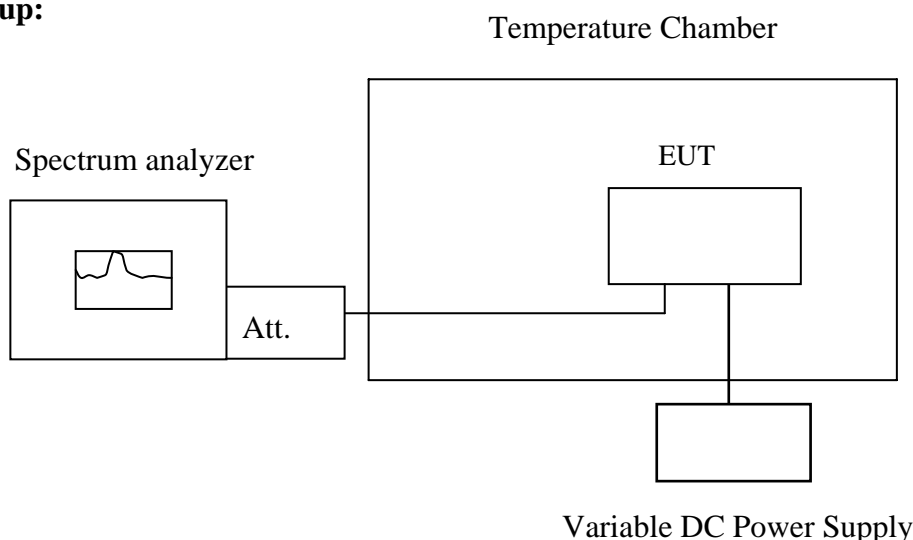 up:
Temperature Chamber
Spectrum analyzer
EUT
Att.
Variable DC Power Supply